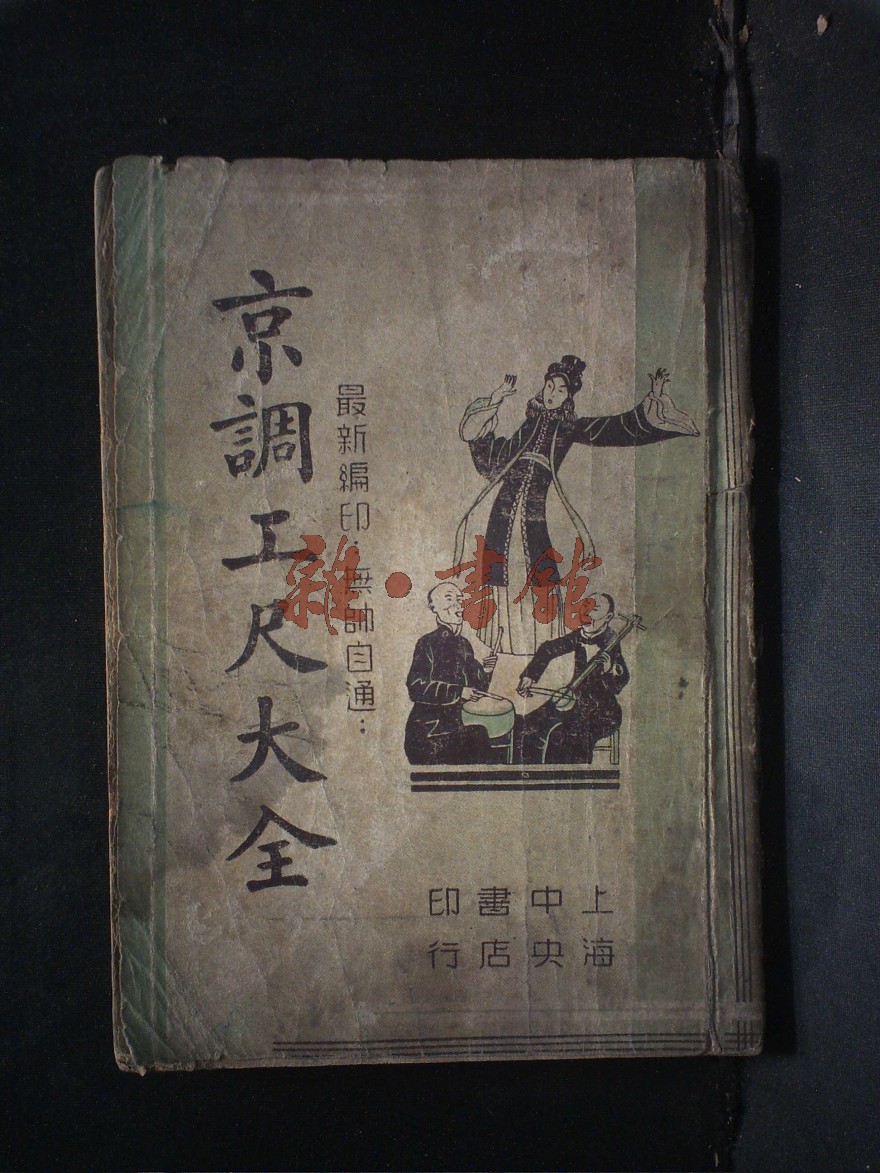 京調工尺大全
最新編印．無師自通：
上海
中央
書店
印行
雜·書館